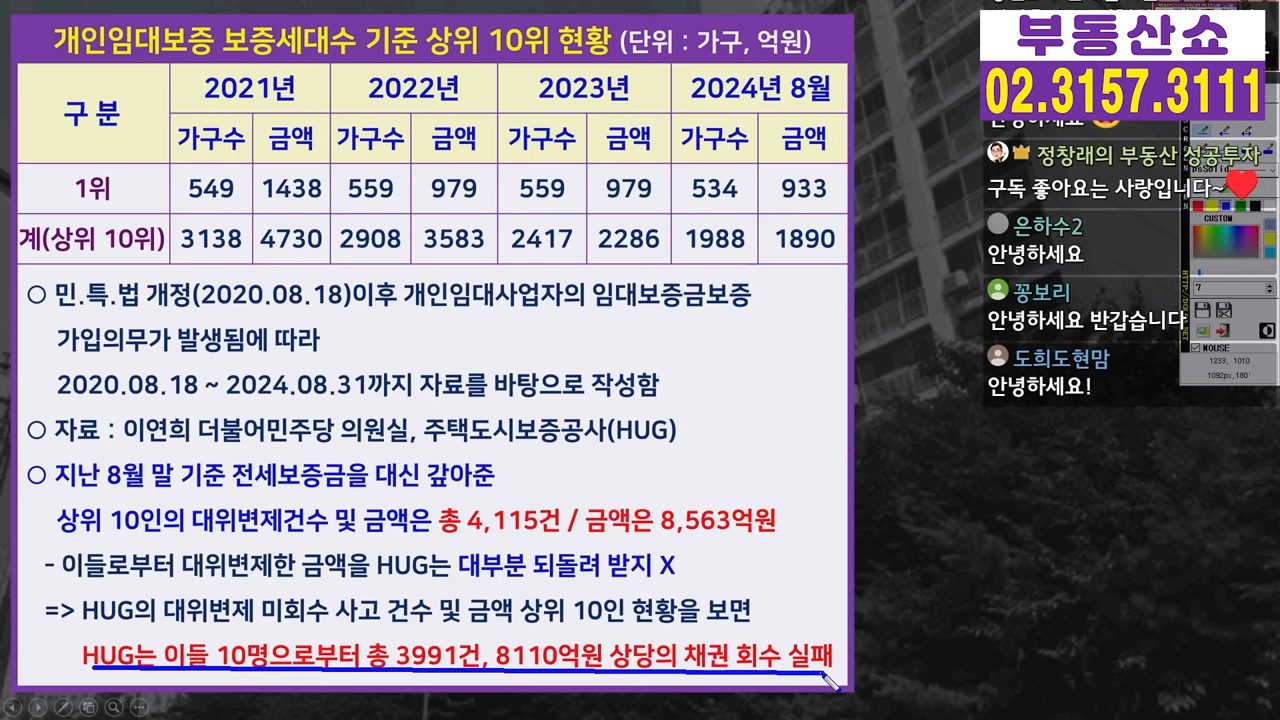 개인임대보증 보증세대수 기준 상위 10위 현황 (단위 : 가구, 억원)
구 분 2021년 2022년 2023년 2024년 8월
가구수 금액 가구수 금액 가구수 금액 가구수 금액
1위 549 1438 559 979 559 979 534 933
계(상위 10위) 3138 4730 2908 3583 2417 2286 1988 1890
○ 민.특.법 개정(2020.08.18)이후 개인임대사업자의 임대보증금보증
가입의무가 발생됨에 따라
2020.08.18 ~ 2024.08.31까지 자료를 바탕으로 작성함
○ 자료 : 이연희 더불어민주당 의원실, 주택도시보증공사(HUG)
○ 지난 8월 말 기준 전세보증금을 대신 갚아준
상위 10인의 대위변제건수 및 금액은 총 4,115건 / 금액은 8,563억원
- 이들로부터 대위변제한 금액을 HUG는 대부분 되돌려 받지 X
=> HUG의 대위변제 미회수 사고 건수 및 금액 상위 10인 현황을 보면
HUG는 이들 10명으로부터 총 3991건, 8110억원 상당의 채권 회수 실패
부동산쇼
02.3157.3111
안녕하세요
정창래의 부동산 성공투자
구독 좋아요는 사랑입니다~
은하수2
안녕하세요
꽁보리
안녕하세요 반갑습니다
도희도현맘
안녕하세요!
psSolid
CUSTOM
7
MOUSE
1233, 1010
1092px,180°